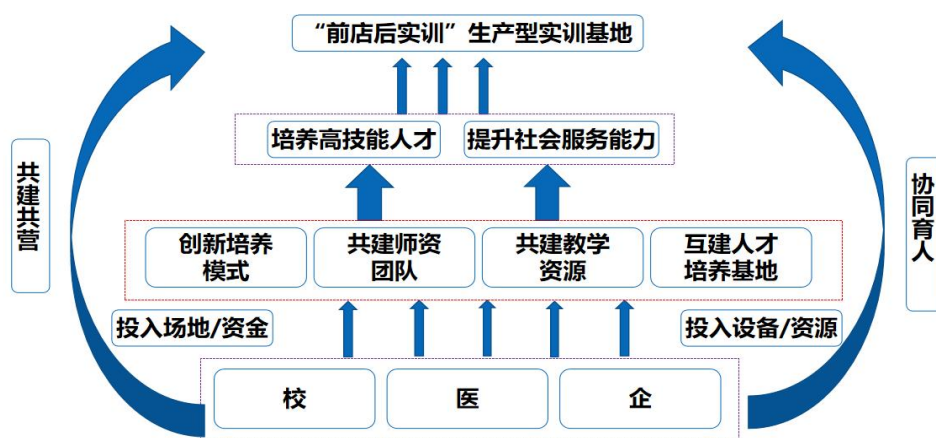 “前店后实训”生产型实训基地
培养高技能人才
提升社会服务能力
共建共营
协同育人
创新培养
模式
共建师资
团队
共建教学
资源
互建人才
培养基地
投入场地/资金
投入设备/资源
校
医
企